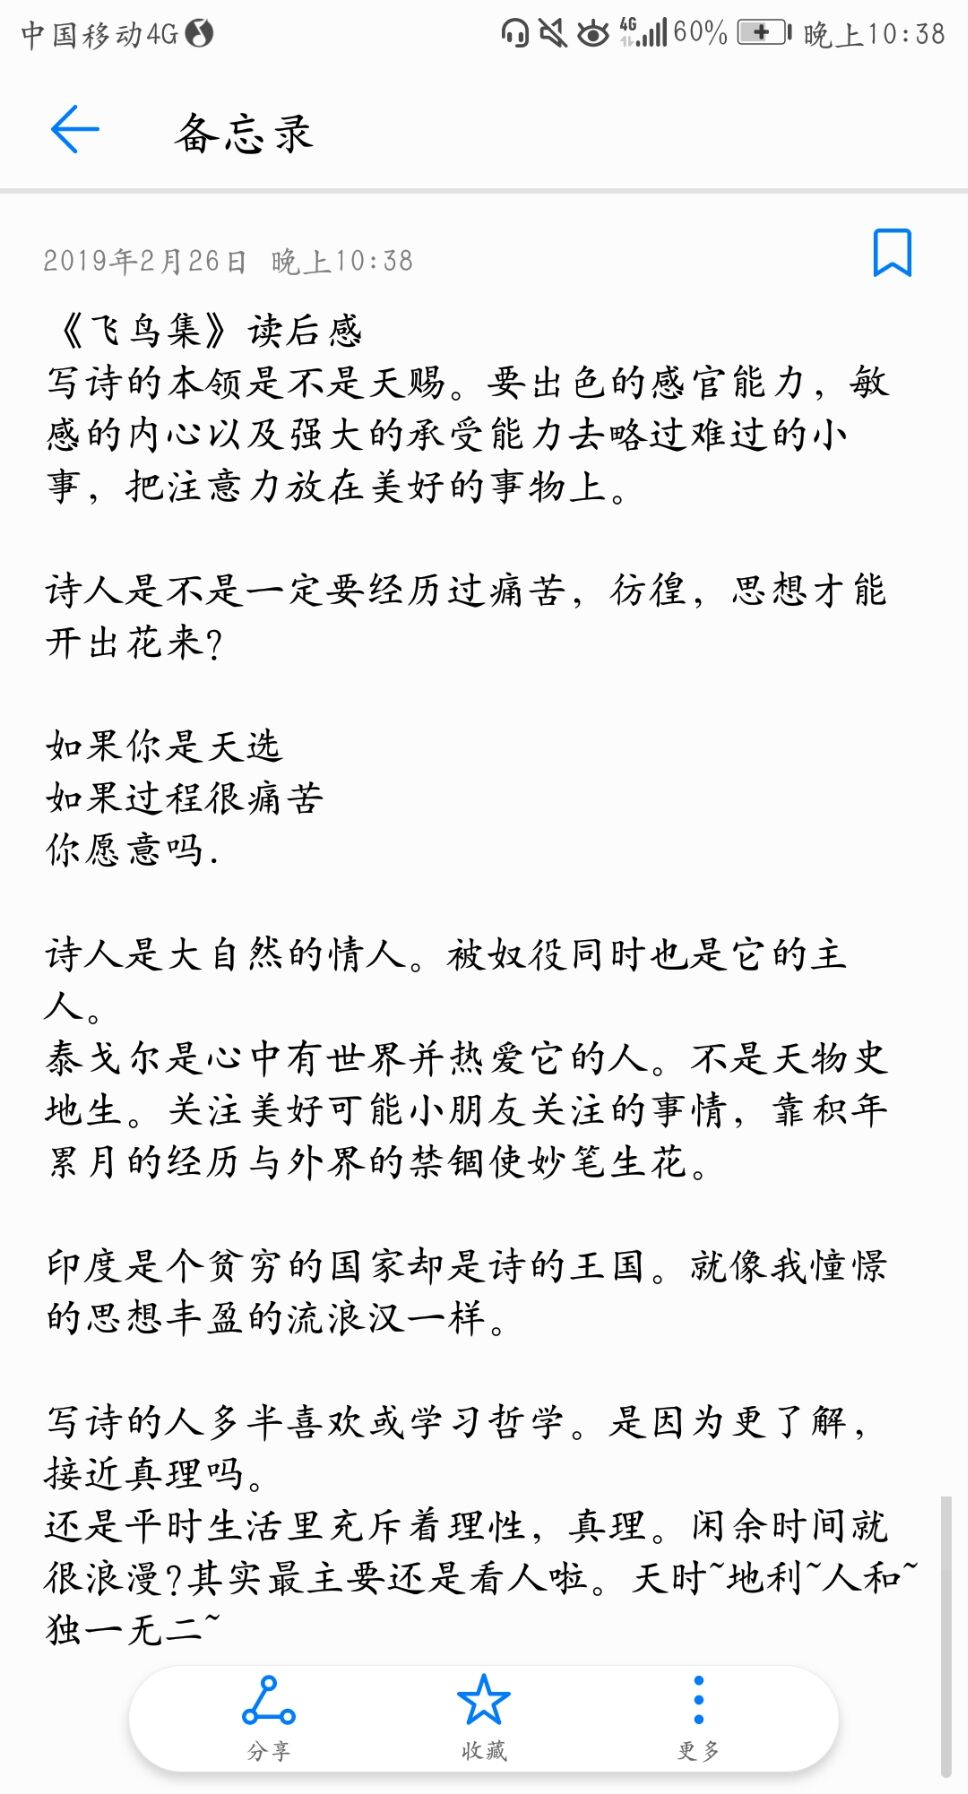 中国移动4G 4G 60% 晚上10:38
备忘录
2019年2月26日 晚上10:38
《飞鸟集》读后感
写诗的本领是不是天赐。要出色的感官能力，敏
感的内心以及强大的承受能力去略过难过的小
事，把注意力放在美好的事物上。
诗人是不是一定要经历过痛苦，彷徨，思想才能
开出花来？
如果你是天选
如果过程很痛苦
你愿意吗.
诗人是大自然的情人。被奴役同时也是它的主
人。
泰戈尔是心中有世界并热爱它的人。不是天物史
地生。关注美好可能小朋友关注的事情，靠积年
累月的经历与外界的禁锢使妙笔生花。
印度是个贫穷的国家却是诗的王国。就像我憧憬
的思想丰盈的流浪汉一样。
写诗的人多半喜欢或学习哲学。是因为更了解，
接近真理吗。
还是平时生活里充斥着理性，真理。闲余时间就
很浪漫?其实最主要还是看人啦。天时~地利~人和~
独一无二~
分享 收藏 更多